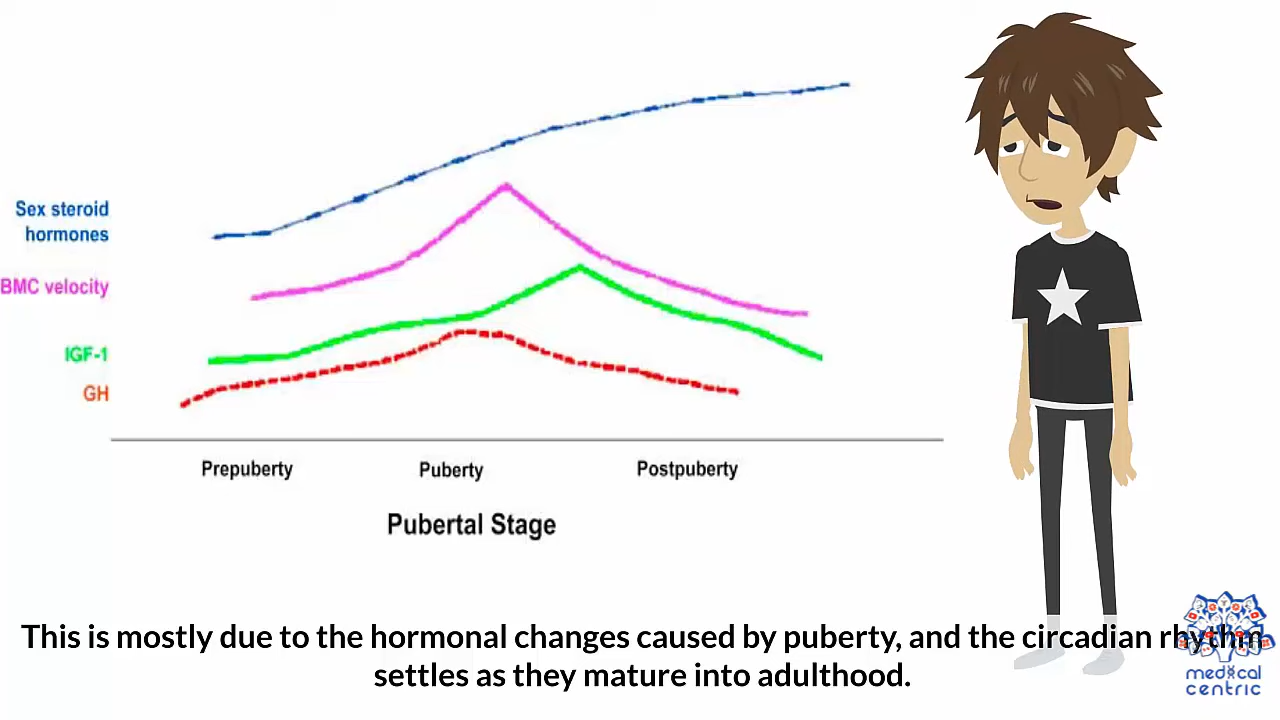 Sex steroid
hormones
BMC velocity
IGF-1
GH
Prepuberty Puberty Postpuberty
Pubertal Stage
This is mostly due to the hormonal changes caused by puberty, and the circadian rhythm
settles as they mature into adulthood.
medical
centric